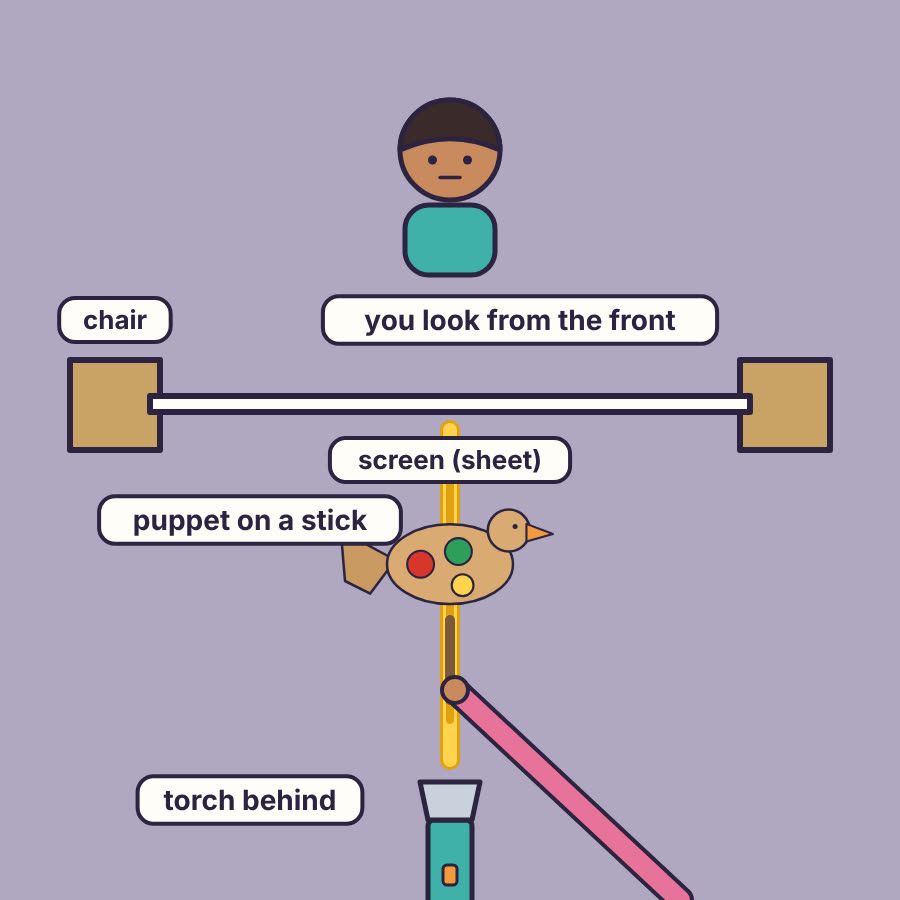 chair
you look from the front
screen (sheet)
puppet on a stick
torch behind